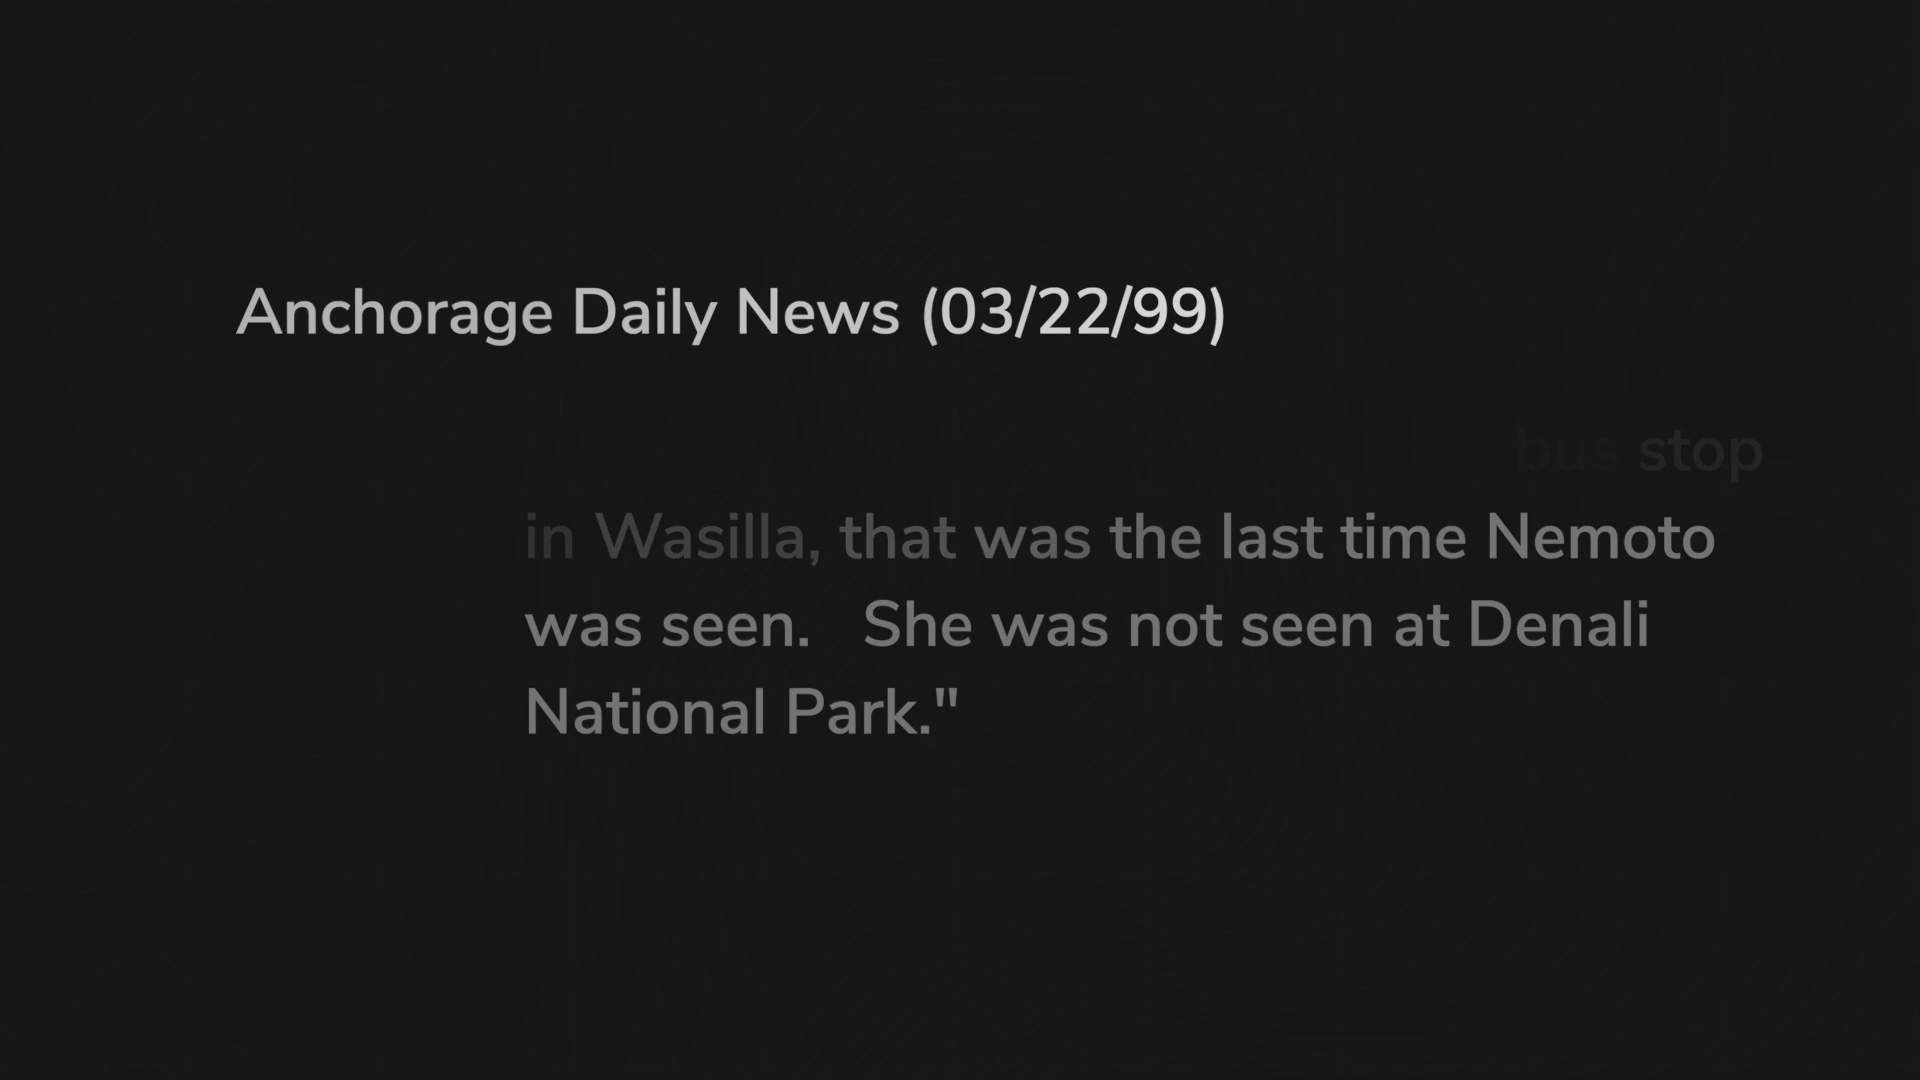 Anchorage Daily News (03/22/99)
bus stop
in Wasilla, that was the last time Nemoto
was seen. She was not seen at Denali
National Park."